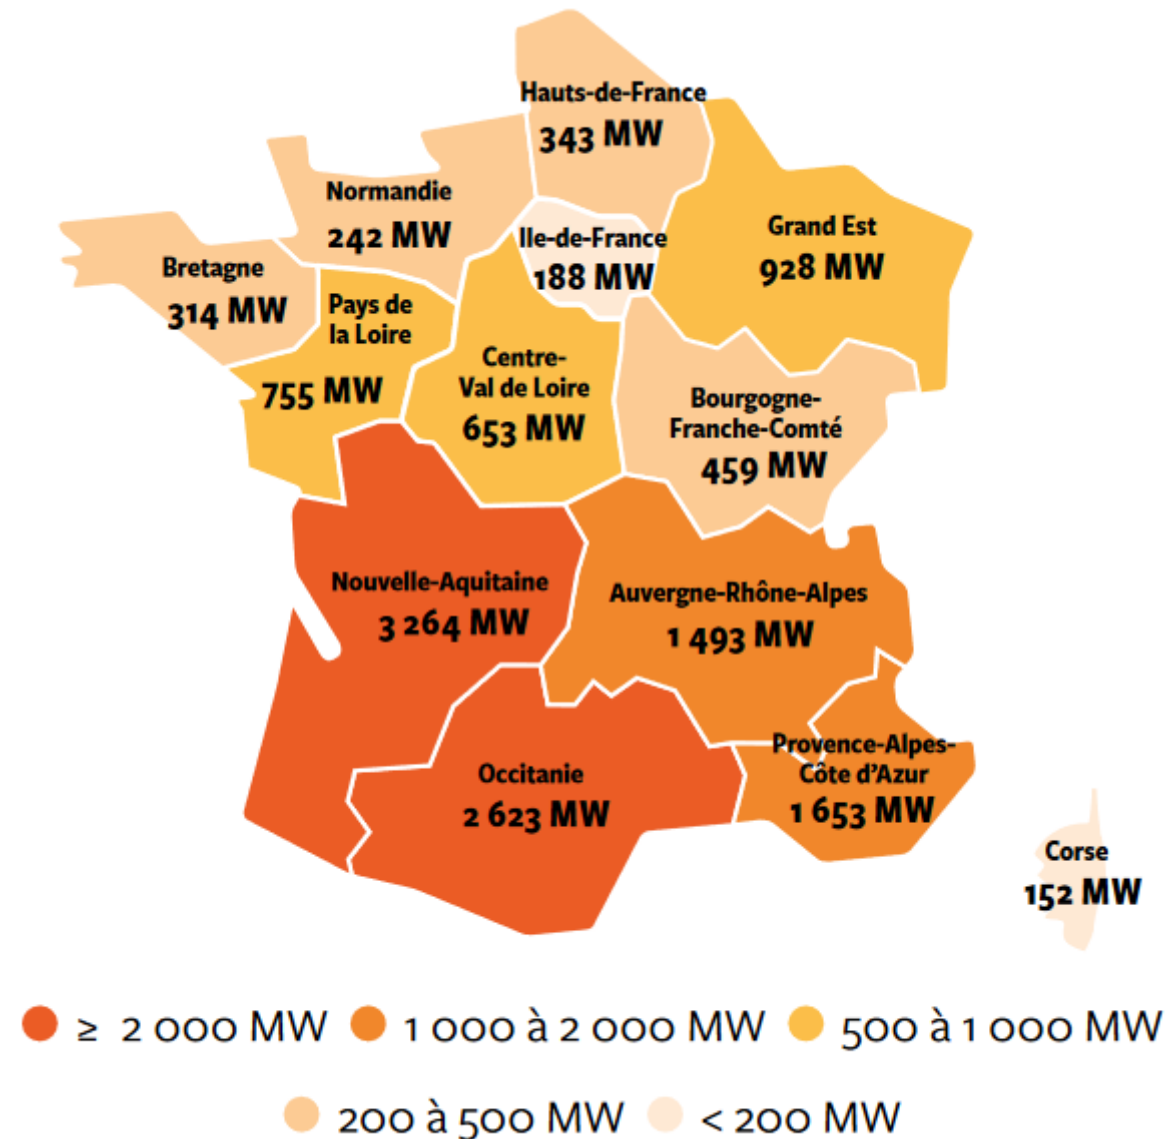 Hauts-de-France
343 MW
Normandie
242 MW
Ile-de-France
188 MW
Grand Est
928 MW
Bretagne
314 MW
Pays de
la Loire
755 MW
Centre-
Val de Loire
653 MW
Bourgogne-
Franche-Comté
459 MW
Nouvelle-Aquitaine
3 264 MW
Auvergne-Rhône-Alpes
1 493 MW
Occitanie
2 623 MW
Provence-Alpes-
Côte d'Azur
1 653 MW
Corse
152 MW
≥ 2 000 MW 1 000 à 2 000 MW 500 à 1 000 MW
200 à 500 MW < 200 MW